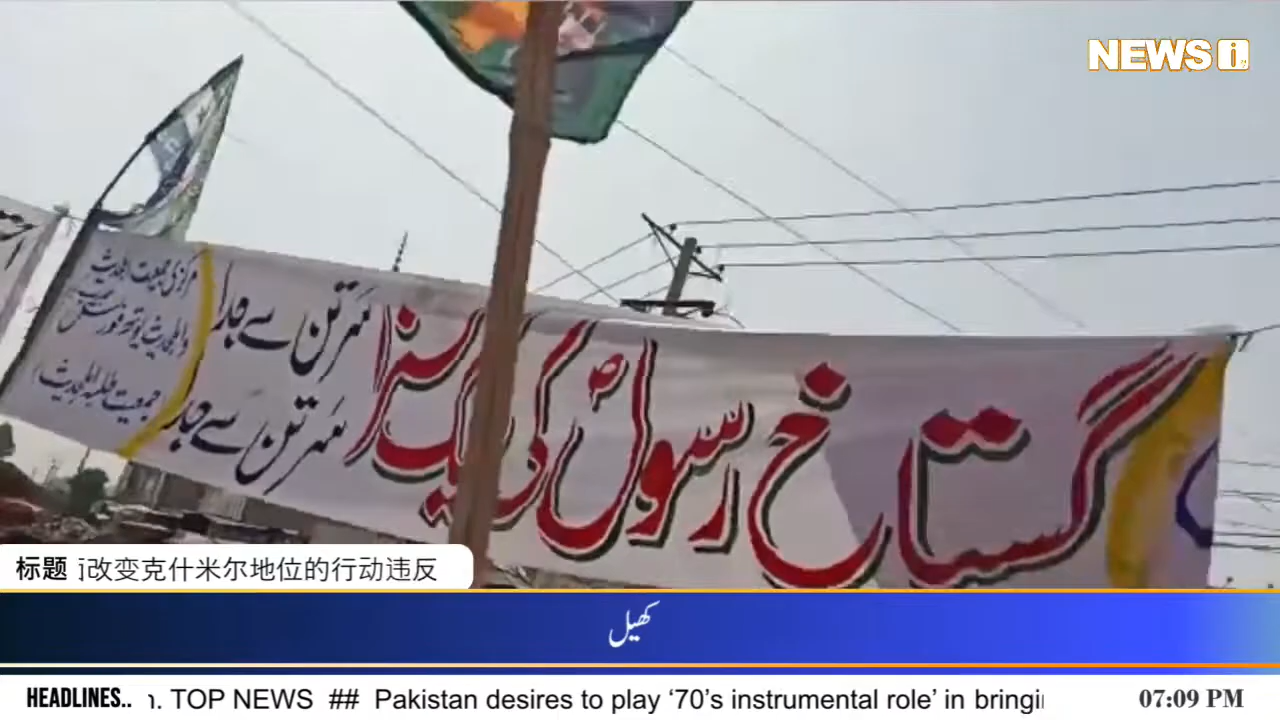 NEWS i
مرکزی جمعیت اہلحدیث
جمعیت طلبہ اہلحدیث
سر تن سے جدا
سر تن سے جدا
گستاخ رسولؐ کی ایک سزا
标题 改变克什米尔地位的行动违反
کھیل
HEADLINES.. n. TOP NEWS ## Pakistan desires to play ‘70’s instrumental role’ in bringi
07:09 PM